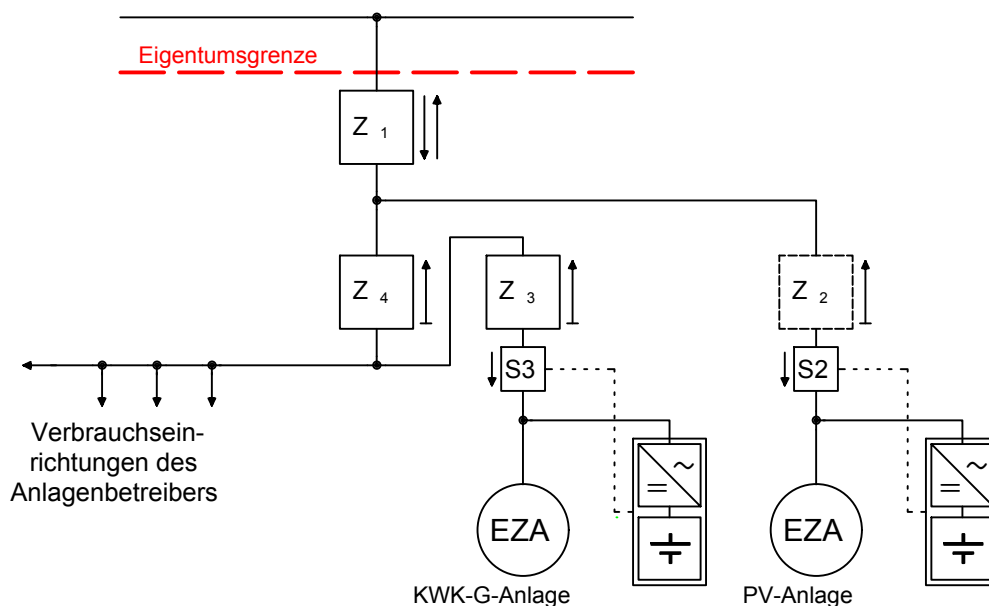 Eigentumsgrenze
Z 1
Z 4
Z 3
Z 2
S3
S2
Verbrauchsein-
richtungen des
Anlagenbetreibers
EZA
EZA
KWK-G-Anlage
PV-Anlage